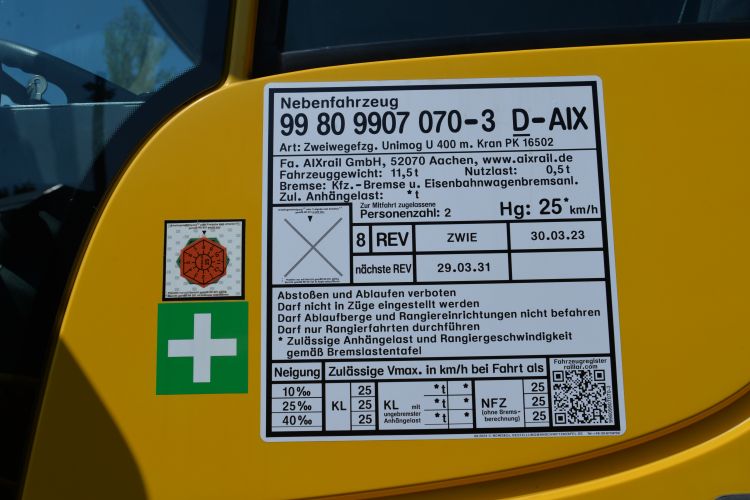 Nebenfahrzeug
99 80 9907 070-3 D-AIX
Art: Zweiwegefzg. Unimog U 400 m. Kran PK 16502
Fa. AIXrail GmbH, 52070 Aachen, www.aixrail.de
Fahrzeuggewicht: 11,5t Nutzlast: 0,5t
Bremse: Kfz.-Bremse u. Eisenbahnwagenbremsanl.
Zul. Anhängelast: *t
Zur Mitfahrt zugelassene
Personenzahl: 2 Hg: 25* km/h
8 REV ZWIE 30.03.23
nächste REV 29.03.31
Abstoßen und Ablaufen verboten
Darf nicht in Züge eingestellt werden
Darf Ablaufberge und Rangiereinrichtungen nicht befahren
Darf nur Rangierfahrten durchführen
* Zulässige Anhängelast und Rangiergeschwindigkeit
gemäß Bremslastentafel
Neigung Zulässige Vmax. in km/h bei Fahrt als
Fahrzeugregister
10‰ 25 *t 25
25‰ KL 25 KL mit ungebremster Anhängelast *t NFZ (ohne Bremsberechnung) 25
40‰ 25 *t 25